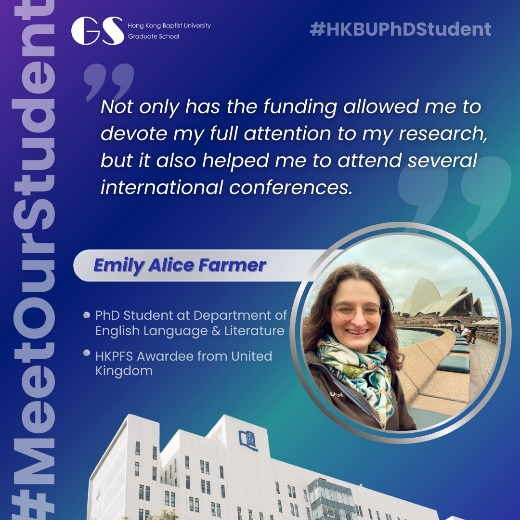 Hong Kong Baptist University
Graduate School
GS
#HKBUPhDStudent
#MeetOurStudent
Not only has the funding allowed me to
devote my full attention to my research,
but it also helped me to attend several
international conferences.
Emily Alice Farmer
PhD Student at Department of
English Language & Literature
HKPFS Awardee from United
Kingdom